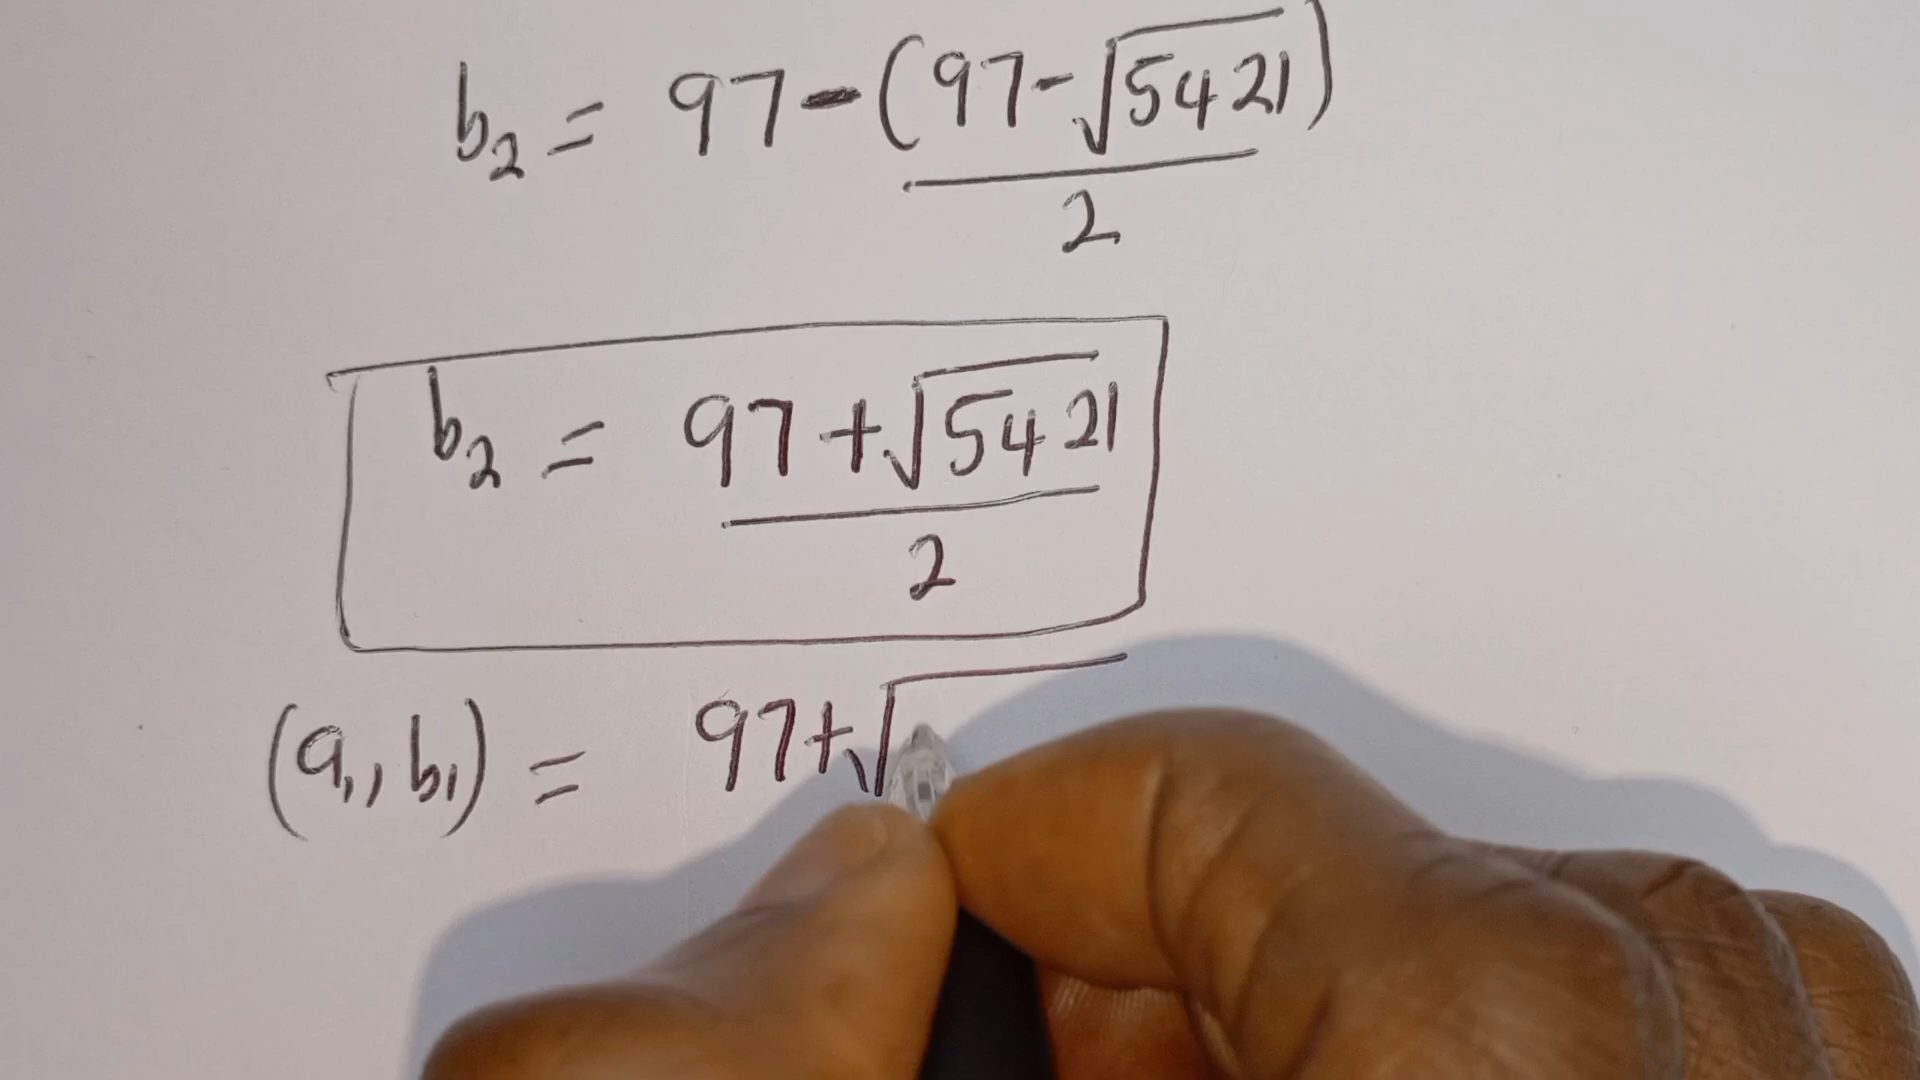 b₂ = 97 - (97 - √5421)
2
b₂ = 97 + √5421
2
(a₁, b₁) = 97 + √